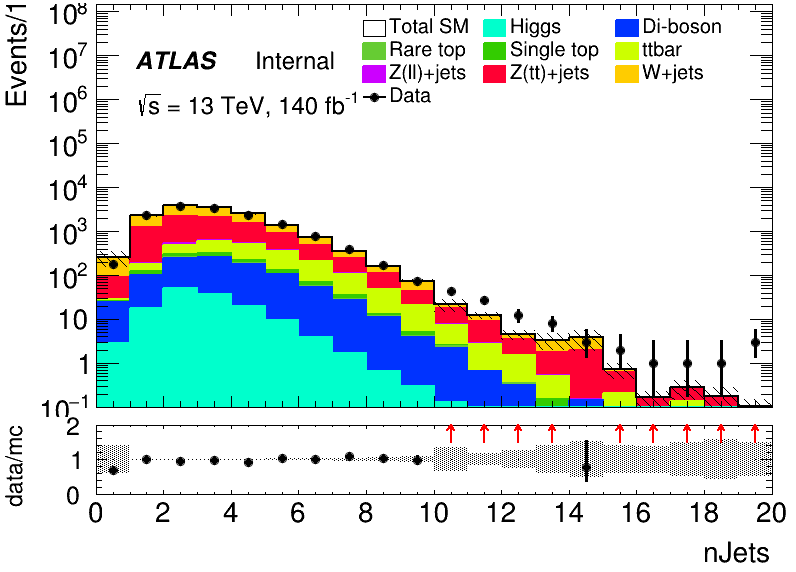 Events/1
10⁸
10⁷
10⁶
10⁵
10⁴
10³
10²
10
1
10⁻¹
ATLAS Internal
√s = 13 TeV, 140 fb⁻¹
Total SM Higgs Di-boson
Rare top Single top ttbar
Z(ll)+jets Z(tt)+jets W+jets
Data
data/mc
2
1
0
0 2 4 6 8 10 12 14 16 18 20
nJets